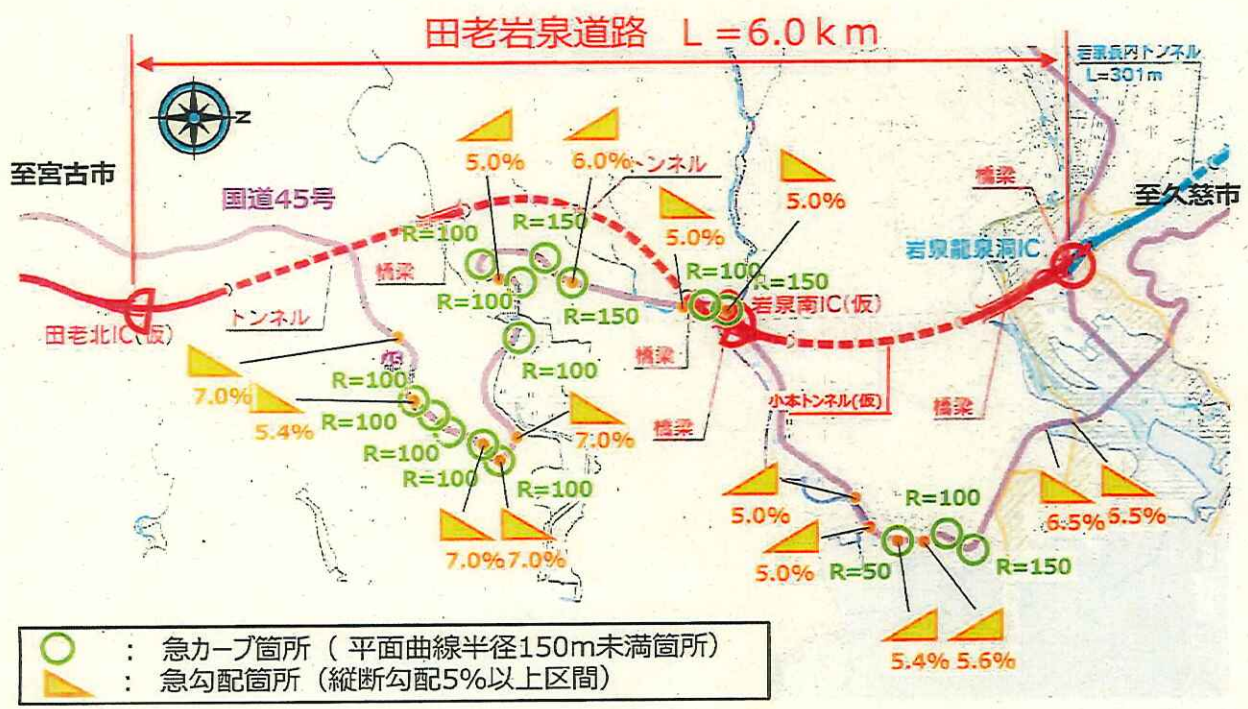 田老岩泉道路 L=6.0km
岩泉長内トンネル
L=301m
N
至宮古市
国道45号
5.0%
6.0%
トンネル
5.0%
5.0%
橋梁
至久慈市
岩泉龍泉洞IC
R=100
R=150
橋梁
R=100
R=150
R=100
R=150
岩泉南IC(仮)
田老北IC(仮)
トンネル
橋梁
R=100
7.0%
5.4%
R=100
R=100
R=100
R=100
R=100
7.0%
橋梁
小本トンネル(仮)
橋梁
7.0%
7.0%
5.0%
5.0%
R=100
R=50
R=150
6.5%
6.5%
5.4%
5.6%
: 急カーブ箇所 ( 平面曲線半径150m未満箇所)
: 急勾配箇所 (縦断勾配5%以上区間)